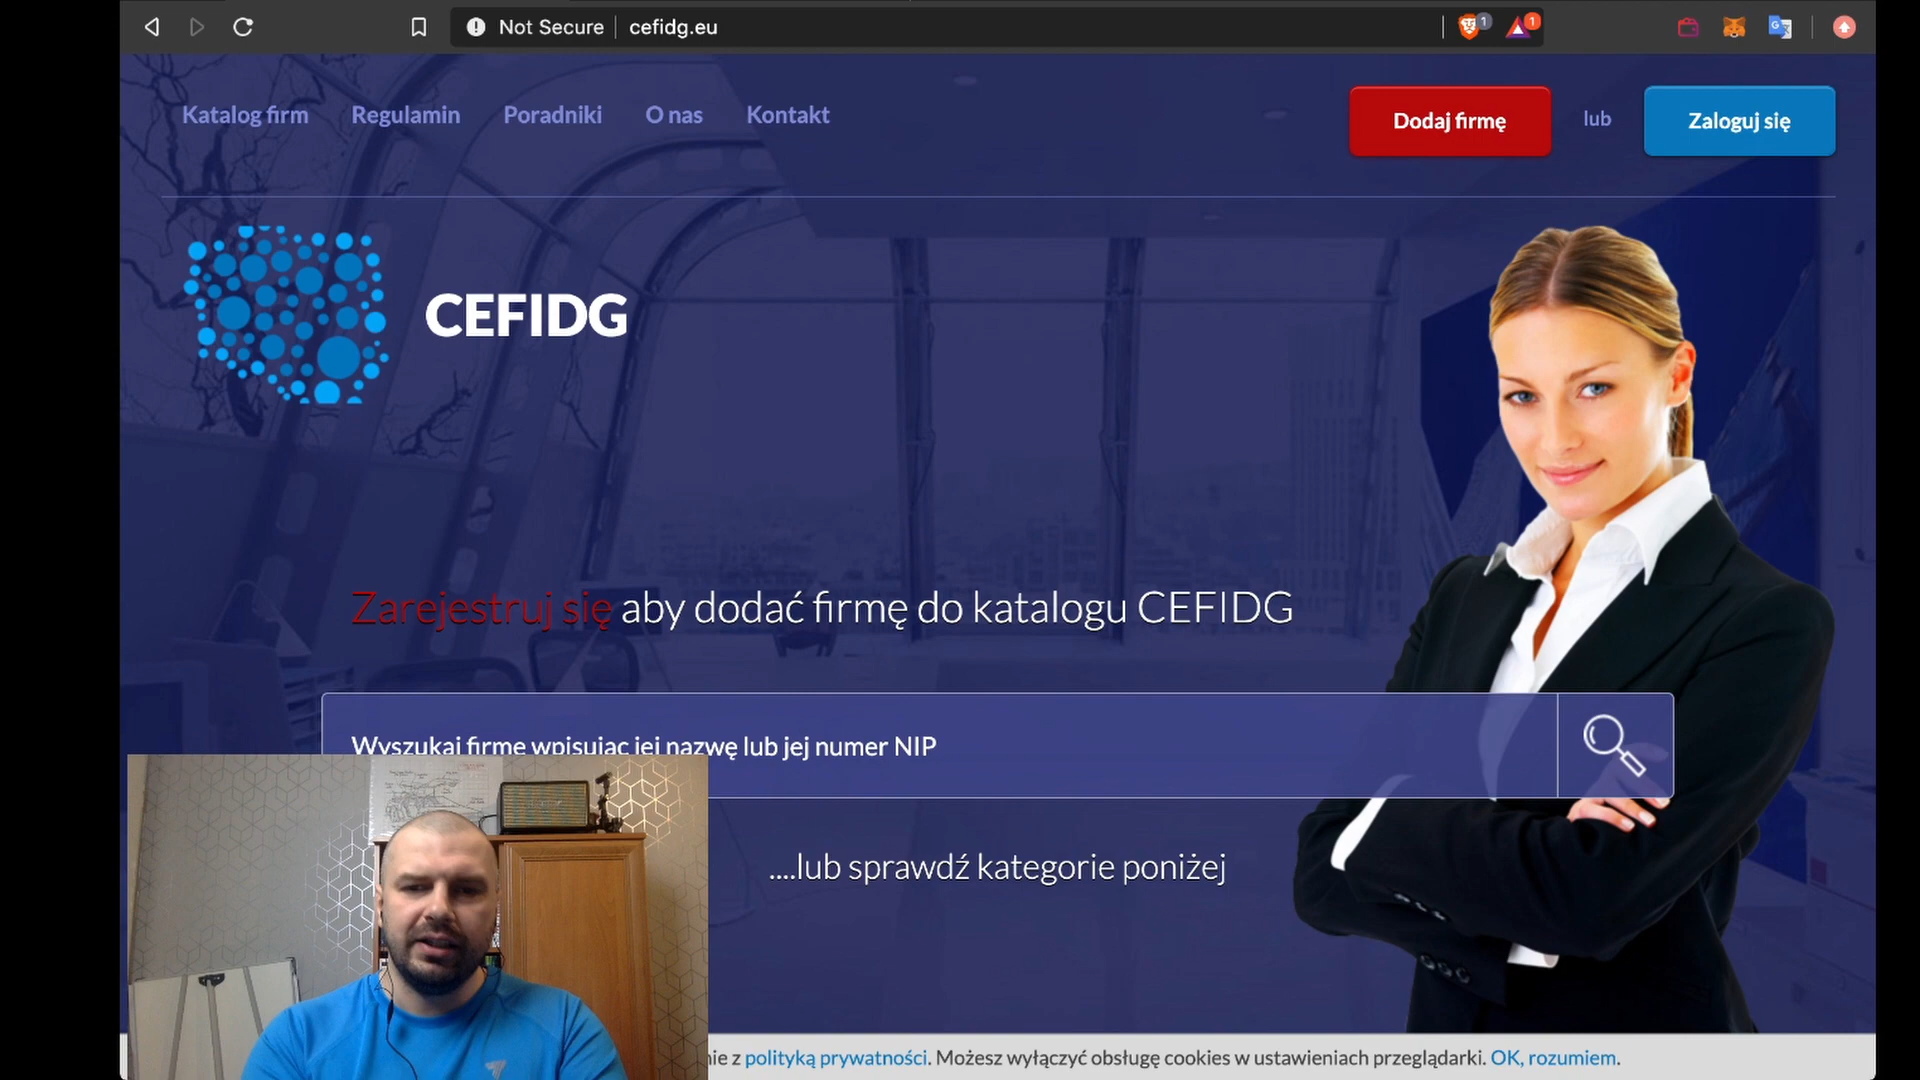 Not Secure cefidg.eu
1
1
Katalog firm Regulamin Poradniki O nas Kontakt
Dodaj firmę lub Zaloguj się
CEFIDG
Zarejestruj się aby dodać firmę do katalogu CEFIDG
Wyszukaj firmę wpisując jej nazwę lub jej numer NIP
....lub sprawdź kategorie poniżej
z polityką prywatności. Możesz wyłączyć obsługę cookies w ustawieniach przeglądarki. OK, rozumiem.